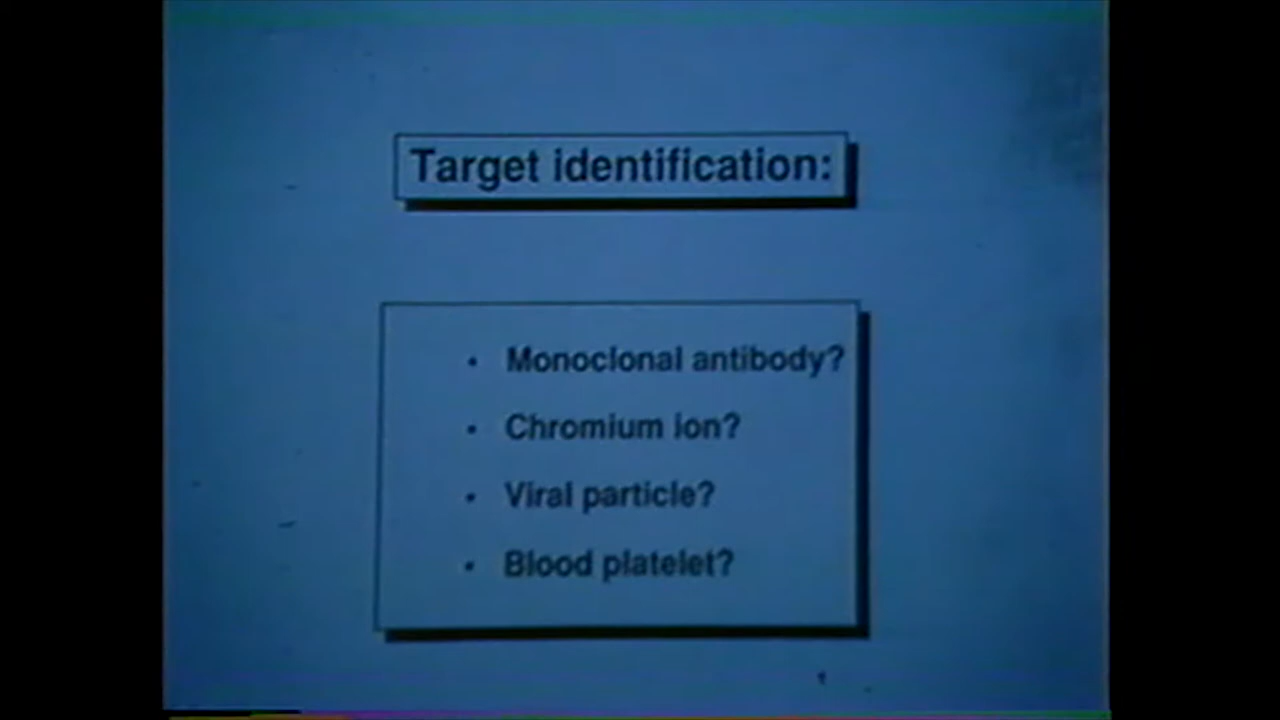 Target identification:
• Monoclonal antibody?
• Chromium ion?
• Viral particle?
• Blood platelet?